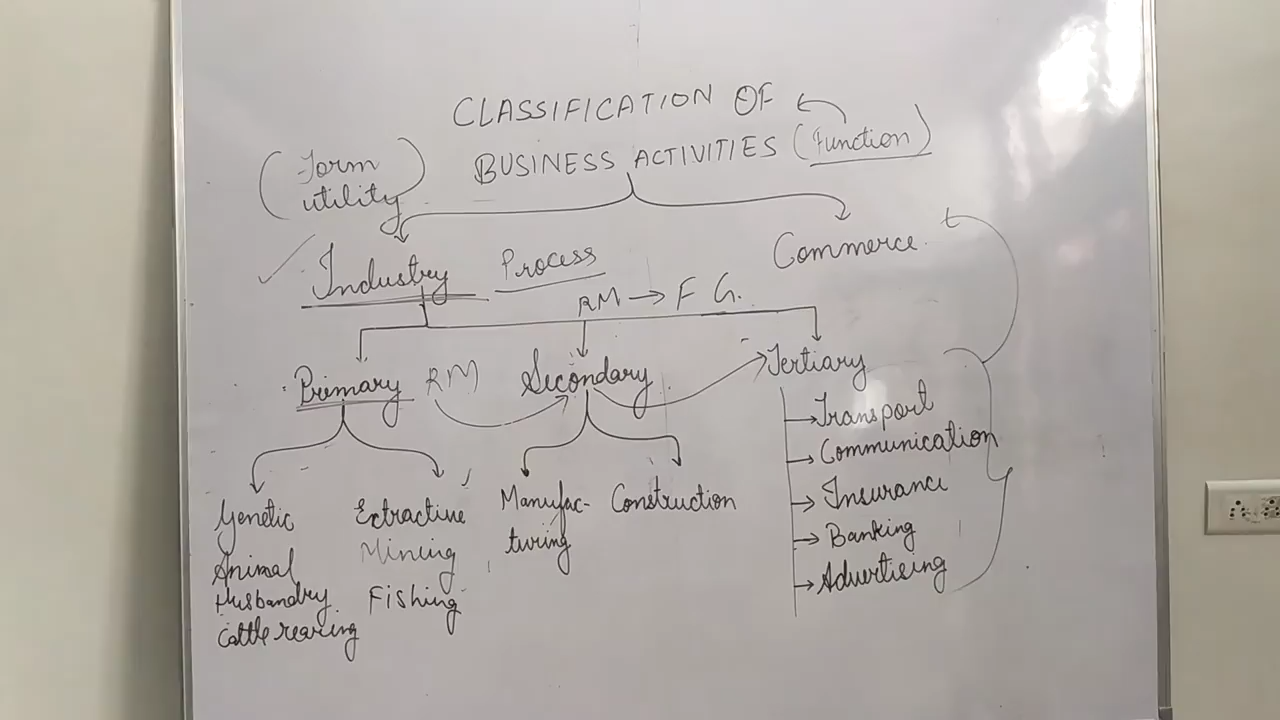 CLASSIFICATION OF
BUSINESS ACTIVITIES (Function)
(Form
utility)
Industry
Process
Commerce.
RM → F G.
Primary
RM
Secondary
Tertiary
Transport
Communication
Insurance
Banking
Advertising
Genetic
Animal
Husbandry
Cattle rearing
Extractive
Mining
Fishing
Manufac-
turing
Construction